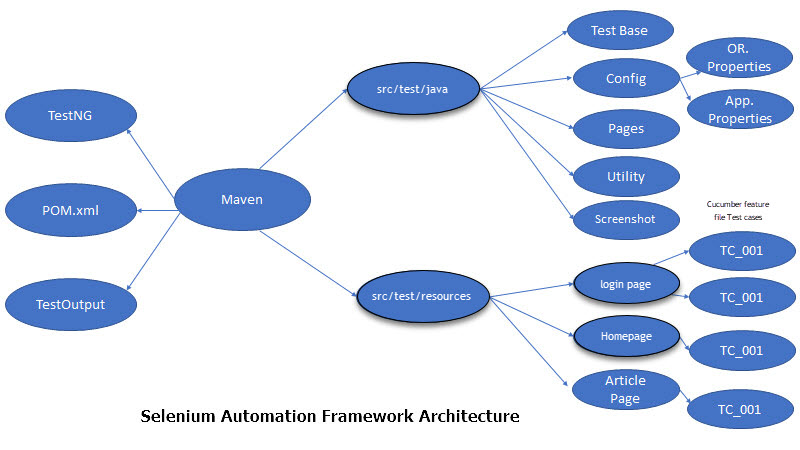 Test Base
OR.
Properties
src/test/java
Config
App.
Properties
TestNG
Pages
Utility
Maven
POM.xml
Screenshot
Cucumber feature
file Test cases
TC_001
login page
src/test/resources
TC_001
TestOutput
Homepage
TC_001
Article
Page
TC_001
Selenium Automation Framework Architecture